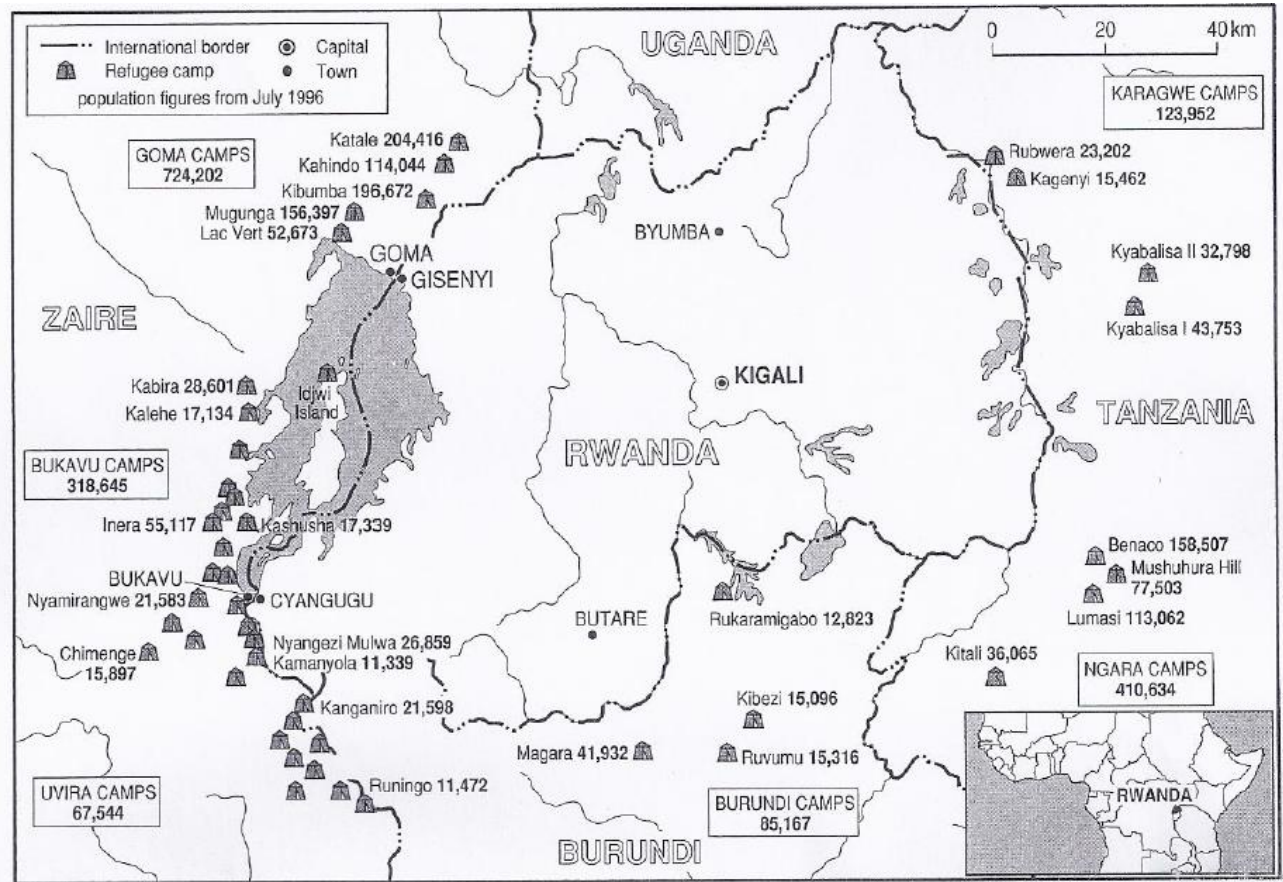 International border
Capital
Refugee camp
Town
population figures from July 1996
UGANDA
0 20 40 km
KARAGWE CAMPS
123,952
GOMA CAMPS
724,202
Katale 204,416
Kahindo 114,044
Kibumba 196,672
Mugunga 156,397
Lac Vert 52,673
GOMA
GISENYI
Rubwera 23,202
Kagenyi 15,462
BYUMBA
Kyabalisa II 32,798
Kyabalisa I 43,753
ZAIRE
Kabira 28,601
Kalehe 17,134
Idjwi
Island
KIGALI
TANZANIA
RWANDA
BUKAVU CAMPS
318,645
Inera 55,117
Kashusha 17,339
BUKAVU
Nyamirangwe 21,583
CYANGUGU
Benaco 158,507
Mushuhura Hill
77,503
Lumasi 113,062
BUTARE
Rukaramigabo 12,823
Chimenge
15,897
Nyangezi Mulwa 26,859
Kamanyola 11,339
Kitali 36,065
NGARA CAMPS
410,634
Kanganiro 21,598
Kibezi 15,096
Magara 41,932
Ruvumu 15,316
UVIRA CAMPS
67,544
Runingo 11,472
BURUNDI CAMPS
85,167
BURUNDI
RWANDA